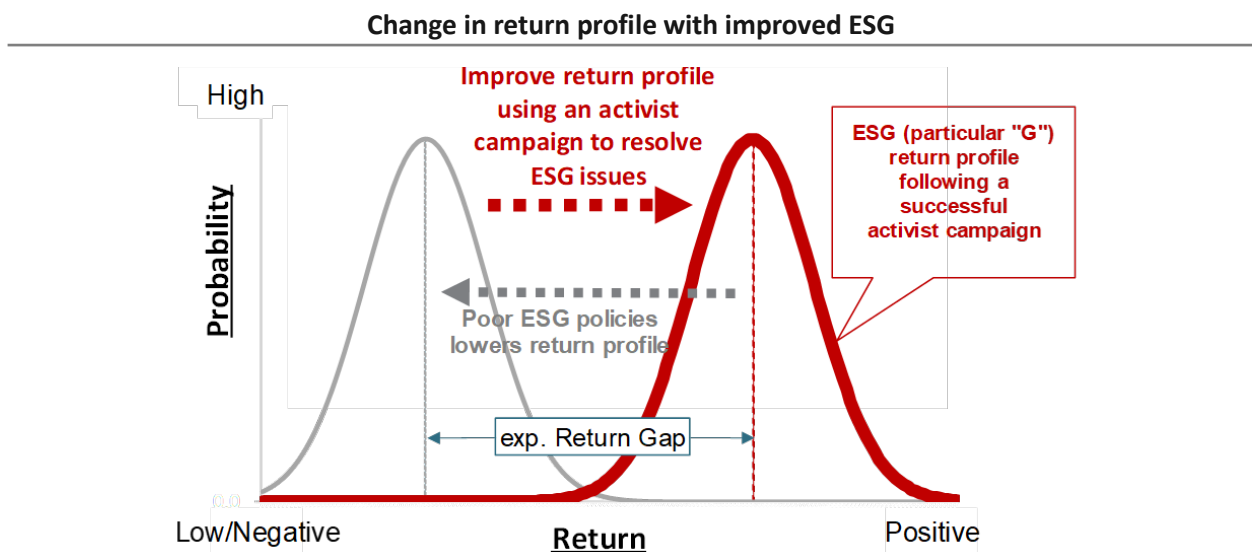 Change in return profile with improved ESG
High
Improve return profile
using an activist
campaign to resolve
ESG issues
ESG (particular "G")
return profile
following a
successful
activist campaign
Probability
Poor ESG policies
lowers return profile
exp. Return Gap
0.0
Low/Negative
Return
Positive